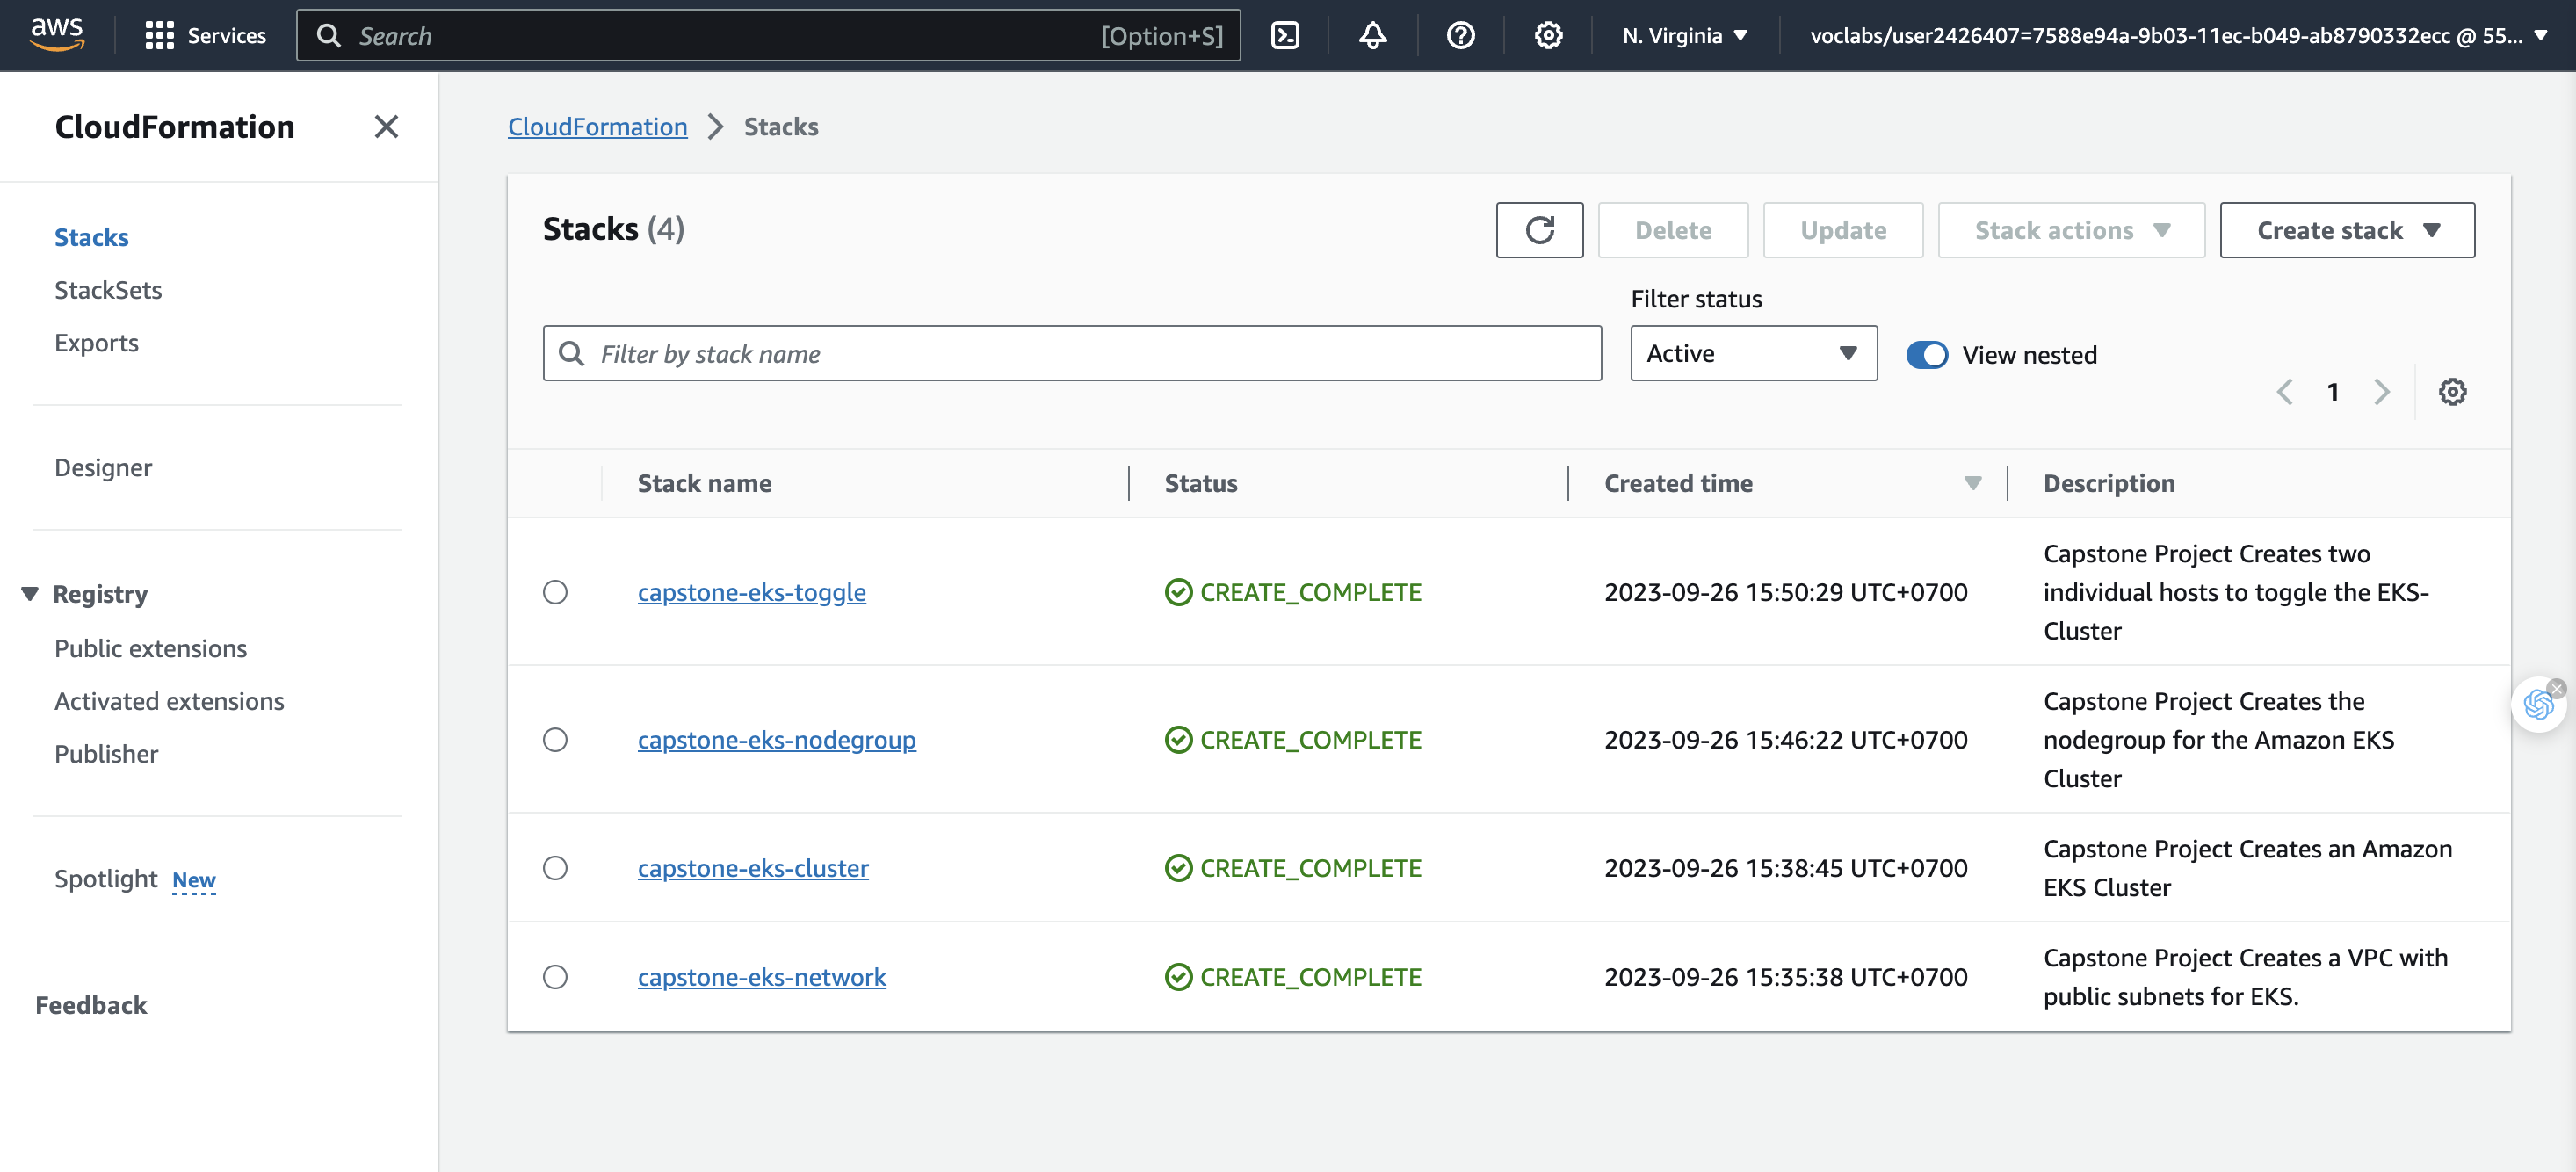 aws
Services
Search
[Option+S]
N. Virginia
voclabs/user2426407=7588e94a-9b03-11ec-b049-ab8790332ecc @ 55...
CloudFormation
Stacks
StackSets
Exports
Designer
Registry
Public extensions
Activated extensions
Publisher
Spotlight New
Feedback
CloudFormation
Stacks
Stacks (4)
Delete
Update
Stack actions
Create stack
Filter by stack name
Filter status
Active
View nested
1
Stack name
Status
Created time
Description
capstone-eks-toggle
CREATE_COMPLETE
2023-09-26 15:50:29 UTC+0700
Capstone Project Creates two
individual hosts to toggle the EKS-
Cluster
capstone-eks-nodegroup
CREATE_COMPLETE
2023-09-26 15:46:22 UTC+0700
Capstone Project Creates the
nodegroup for the Amazon EKS
Cluster
capstone-eks-cluster
CREATE_COMPLETE
2023-09-26 15:38:45 UTC+0700
Capstone Project Creates an Amazon
EKS Cluster
capstone-eks-network
CREATE_COMPLETE
2023-09-26 15:35:38 UTC+0700
Capstone Project Creates a VPC with
public subnets for EKS.